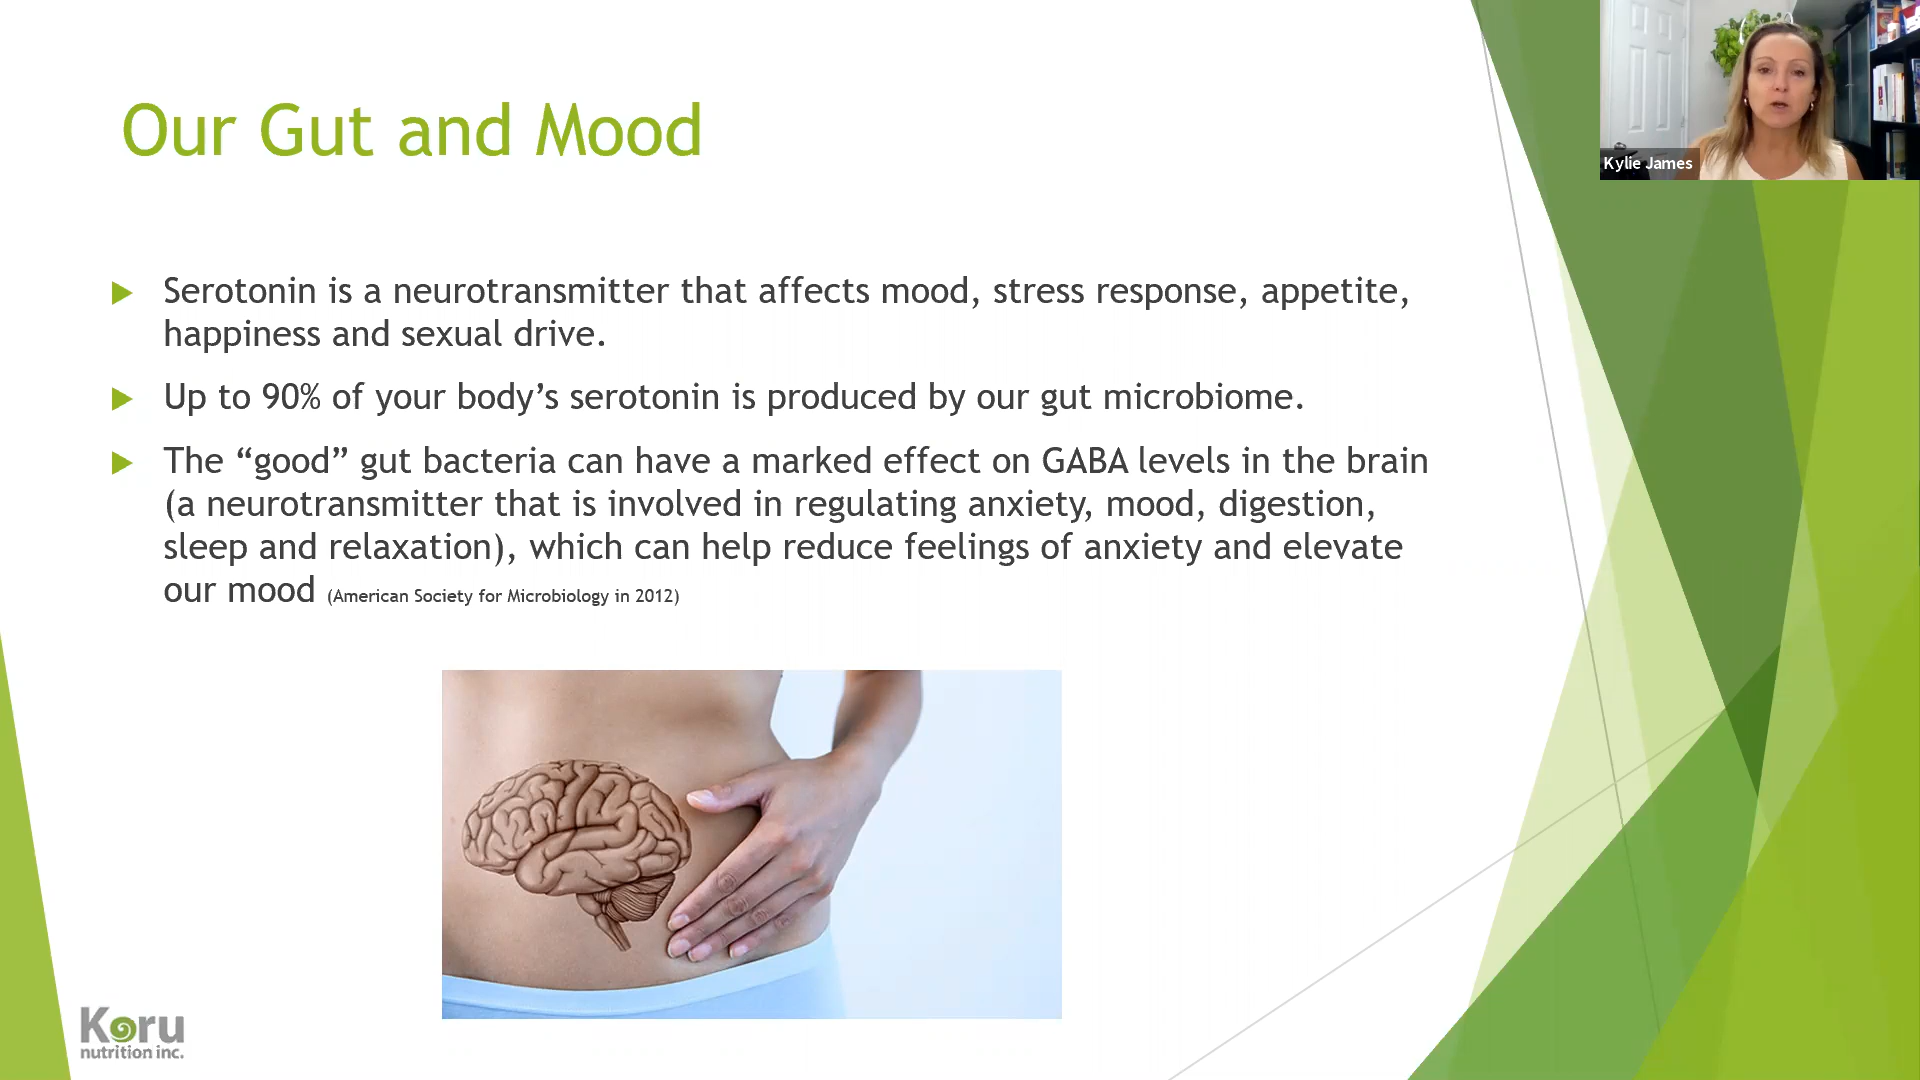 Our Gut and Mood
Kylie James
Serotonin is a neurotransmitter that affects mood, stress response, appetite,
happiness and sexual drive.
Up to 90% of your body’s serotonin is produced by our gut microbiome.
The “good” gut bacteria can have a marked effect on GABA levels in the brain
(a neurotransmitter that is involved in regulating anxiety, mood, digestion,
sleep and relaxation), which can help reduce feelings of anxiety and elevate
our mood (American Society for Microbiology in 2012)
Koru
nutrition inc.